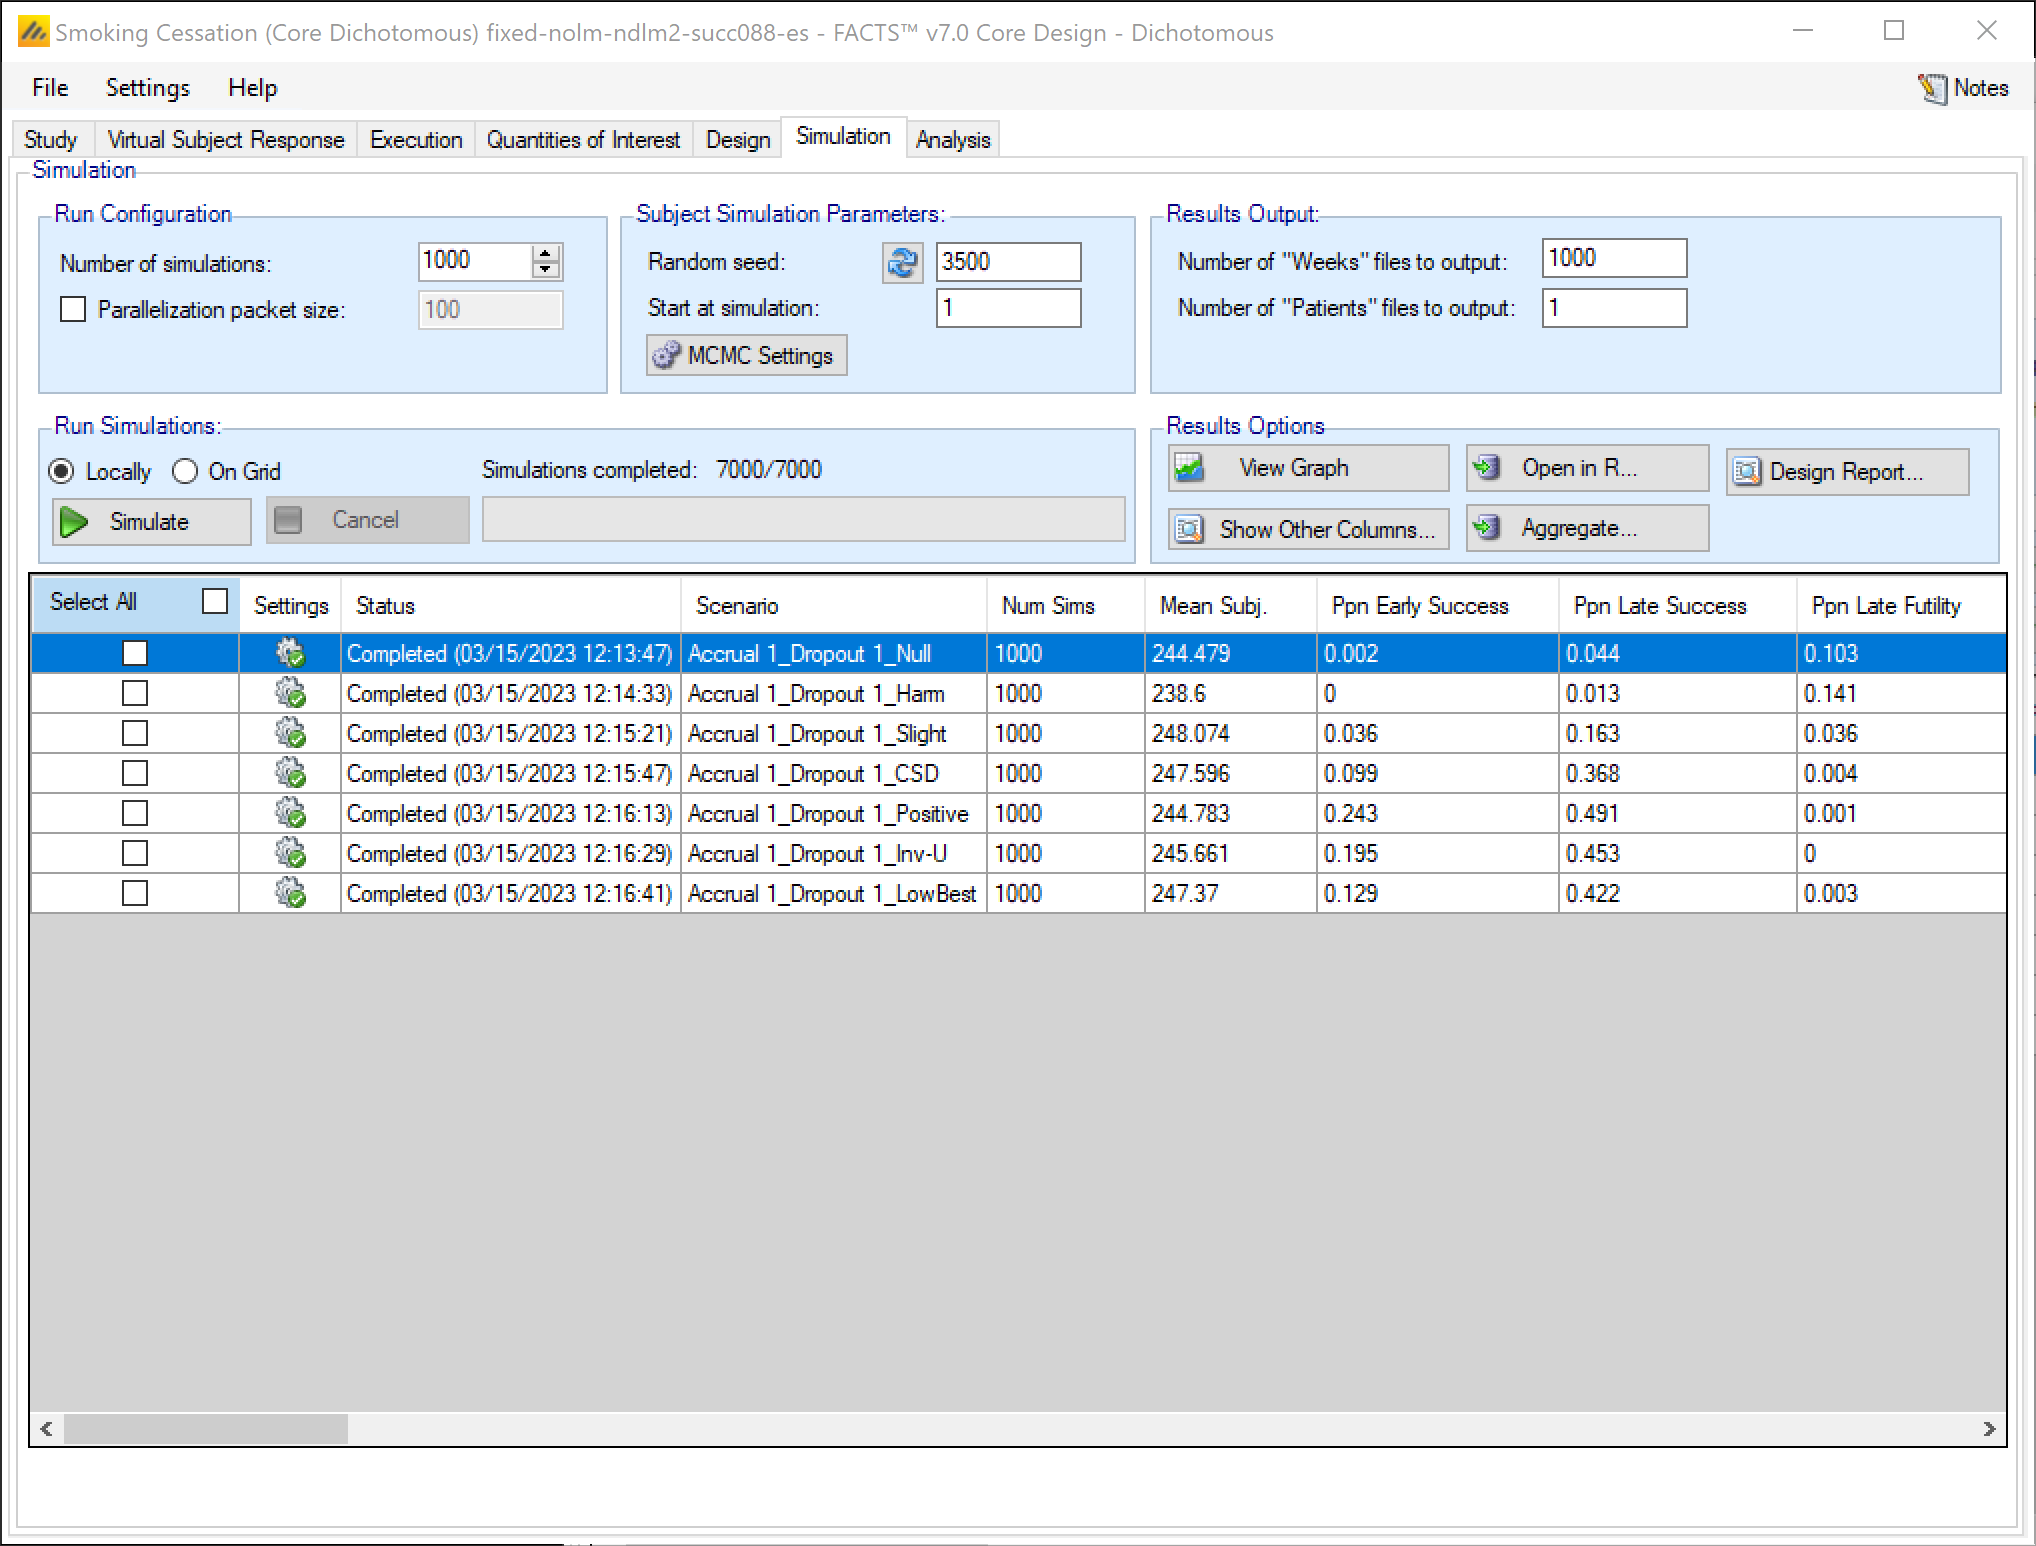 Smoking Cessation (Core Dichotomous) fixed-nolm-ndlm2-succ088-es - FACTS™ v7.0 Core Design - Dichotomous
File Settings Help Notes
Study Virtual Subject Response Execution Quantities of Interest Design Simulation Analysis
Simulation
Run Configuration
Number of simulations: 1000
Parallelization packet size: 100
Subject Simulation Parameters:
Random seed: 3500
Start at simulation: 1
MCMC Settings
Results Output:
Number of "Weeks" files to output: 1000
Number of "Patients" files to output: 1
Run Simulations:
Locally On Grid Simulations completed: 7000/7000
Simulate Cancel
Results Options
View Graph Open in R... Design Report...
Show Other Columns... Aggregate...
Select All Settings Status Scenario Num Sims Mean Subj. Ppn Early Success Ppn Late Success Ppn Late Futility
Completed (03/15/2023 12:13:47) Accrual 1_Dropout 1_Null 1000 244.479 0.002 0.044 0.103
Completed (03/15/2023 12:14:33) Accrual 1_Dropout 1_Harm 1000 238.6 0 0.013 0.141
Completed (03/15/2023 12:15:21) Accrual 1_Dropout 1_Slight 1000 248.074 0.036 0.163 0.036
Completed (03/15/2023 12:15:47) Accrual 1_Dropout 1_CSD 1000 247.596 0.099 0.368 0.004
Completed (03/15/2023 12:16:13) Accrual 1_Dropout 1_Positive 1000 244.783 0.243 0.491 0.001
Completed (03/15/2023 12:16:29) Accrual 1_Dropout 1_Inv-U 1000 245.661 0.195 0.453 0
Completed (03/15/2023 12:16:41) Accrual 1_Dropout 1_LowBest 1000 247.37 0.129 0.422 0.003